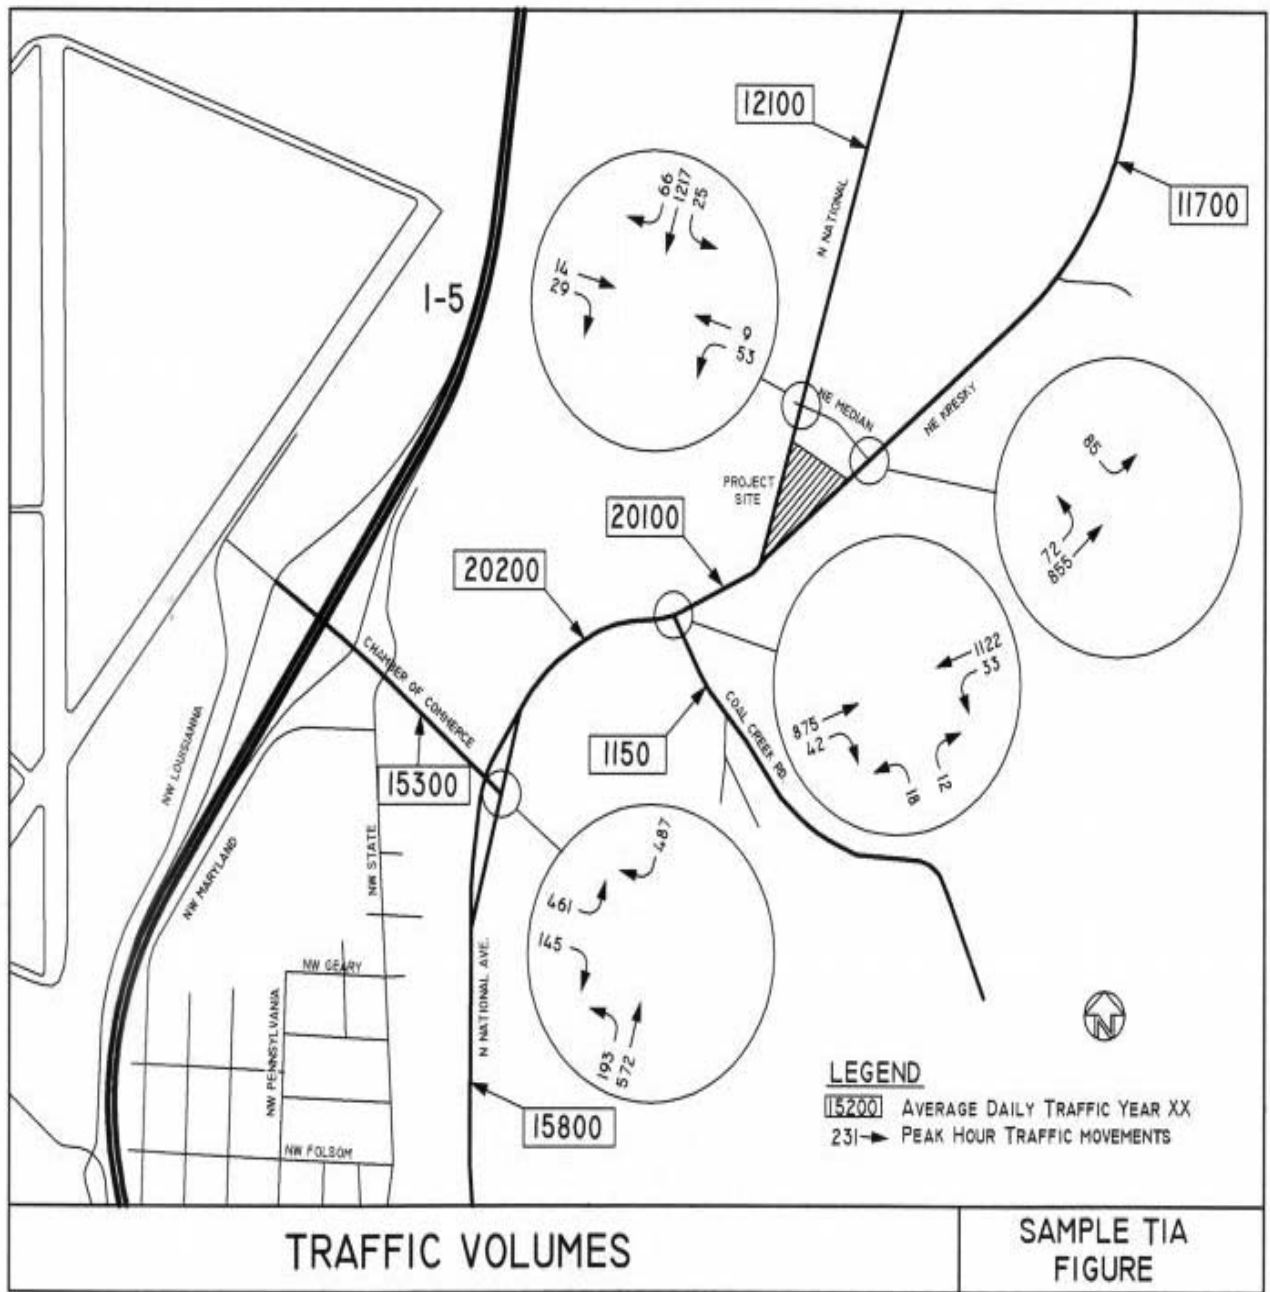 12100
11700
66
1217
25
14
29
9
53
N NATIONAL
I-5
NE MEDIAN
NE KRESKY
85
72
855
PROJECT
SITE
20100
20200
1122
33
875
42
18
12
CHAMBER OF COMMERCE
COAL CREEK RD.
1150
15300
NW LOUISIANNA
NW MARYLAND
NW STATE
487
461
145
193
572
NW GEARY
NW PENNSYLVANIA
N NATIONAL AVE.
15800
NW FOLSOM
N
LEGEND
15200 AVERAGE DAILY TRAFFIC YEAR XX
231 PEAK HOUR TRAFFIC MOVEMENTS
TRAFFIC VOLUMES
SAMPLE TIA
FIGURE